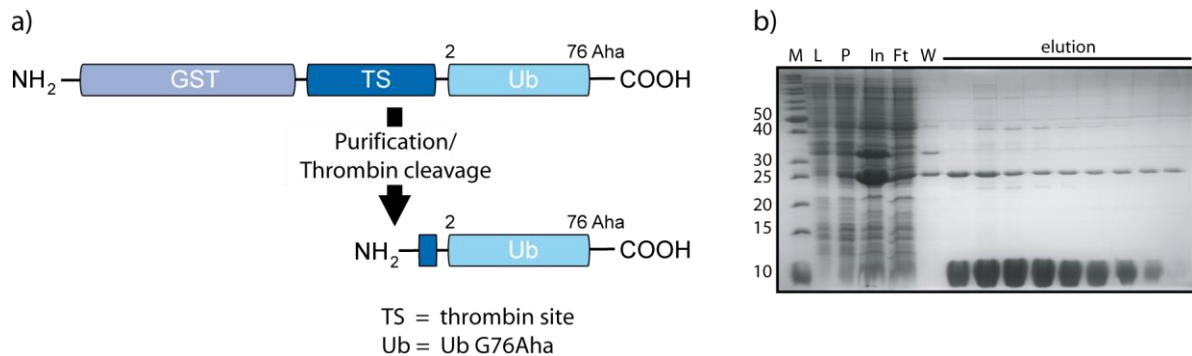 a)
2
76 Aha
NH2
GST
TS
Ub
COOH
Purification/
Thrombin cleavage
2
76 Aha
NH2
Ub
COOH
TS = thrombin site
Ub = Ub G76Aha
b)
M L P In Ft W elution
50
40
30
25
20
15
10